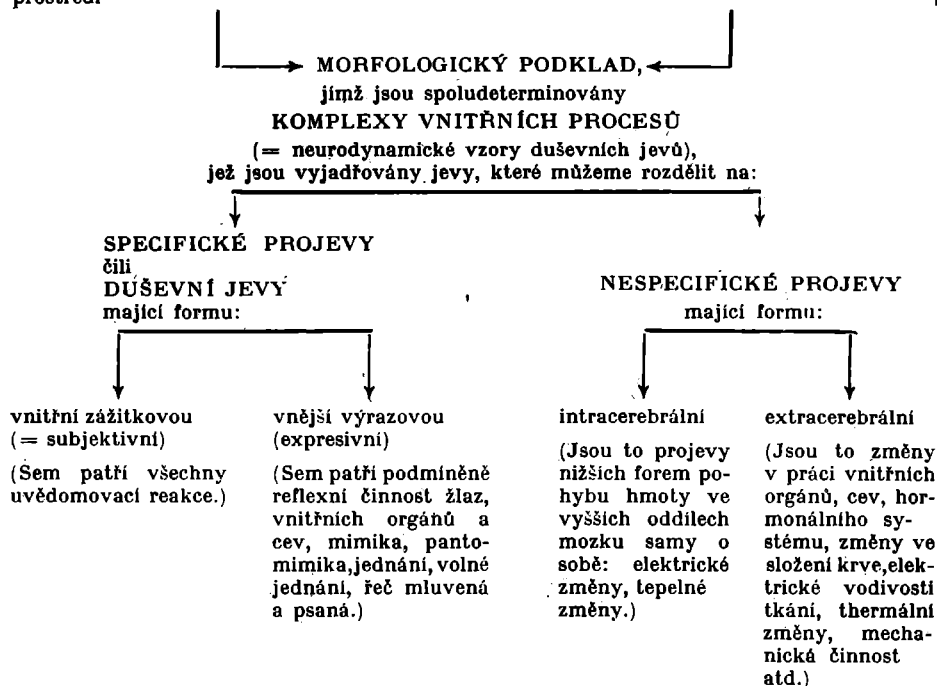 MORFOLOGICKÝ PODKLAD,
jímž jsou spoludeterminovány
KOMPLEXY VNITŘNÍCH PROCESŮ
(= neurodynamické vzory duševních jevů),
jež jsou vyjadřovány jevy, které můžeme rozdělit na:
SPECIFICKÉ PROJEVY
čili
DUŠEVNÍ JEVY
mající formu:
vnitřní zážitkovou
(= subjektivní)
(Sem patří všechny
uvědomovací reakce.)
vnější výrazovou
(expresivní)
(Sem patří podmíněně
reflexní činnost žláz,
vnitřních orgánů a
cev, mimika, panto-
mimika,jednání, volné
jednání, řeč mluvená
a psaná.)
NESPECIFICKÉ PROJEVY
mající formu:
intracerebrální
(Jsou to projevy
nižších forem po-
hybu hmoty ve
vyšších oddílech
mozku samy o
sobě: elektrické
změny, tepelné
změny.)
extracerebrální
(Jsou to změny
v práci vnitřních
orgánů, cev, hor-
monálního sy-
stému, změny ve
složení krve,elek-
trické vodivosti
tkání, thermální
změny, mecha-
nická činnost
atd.)